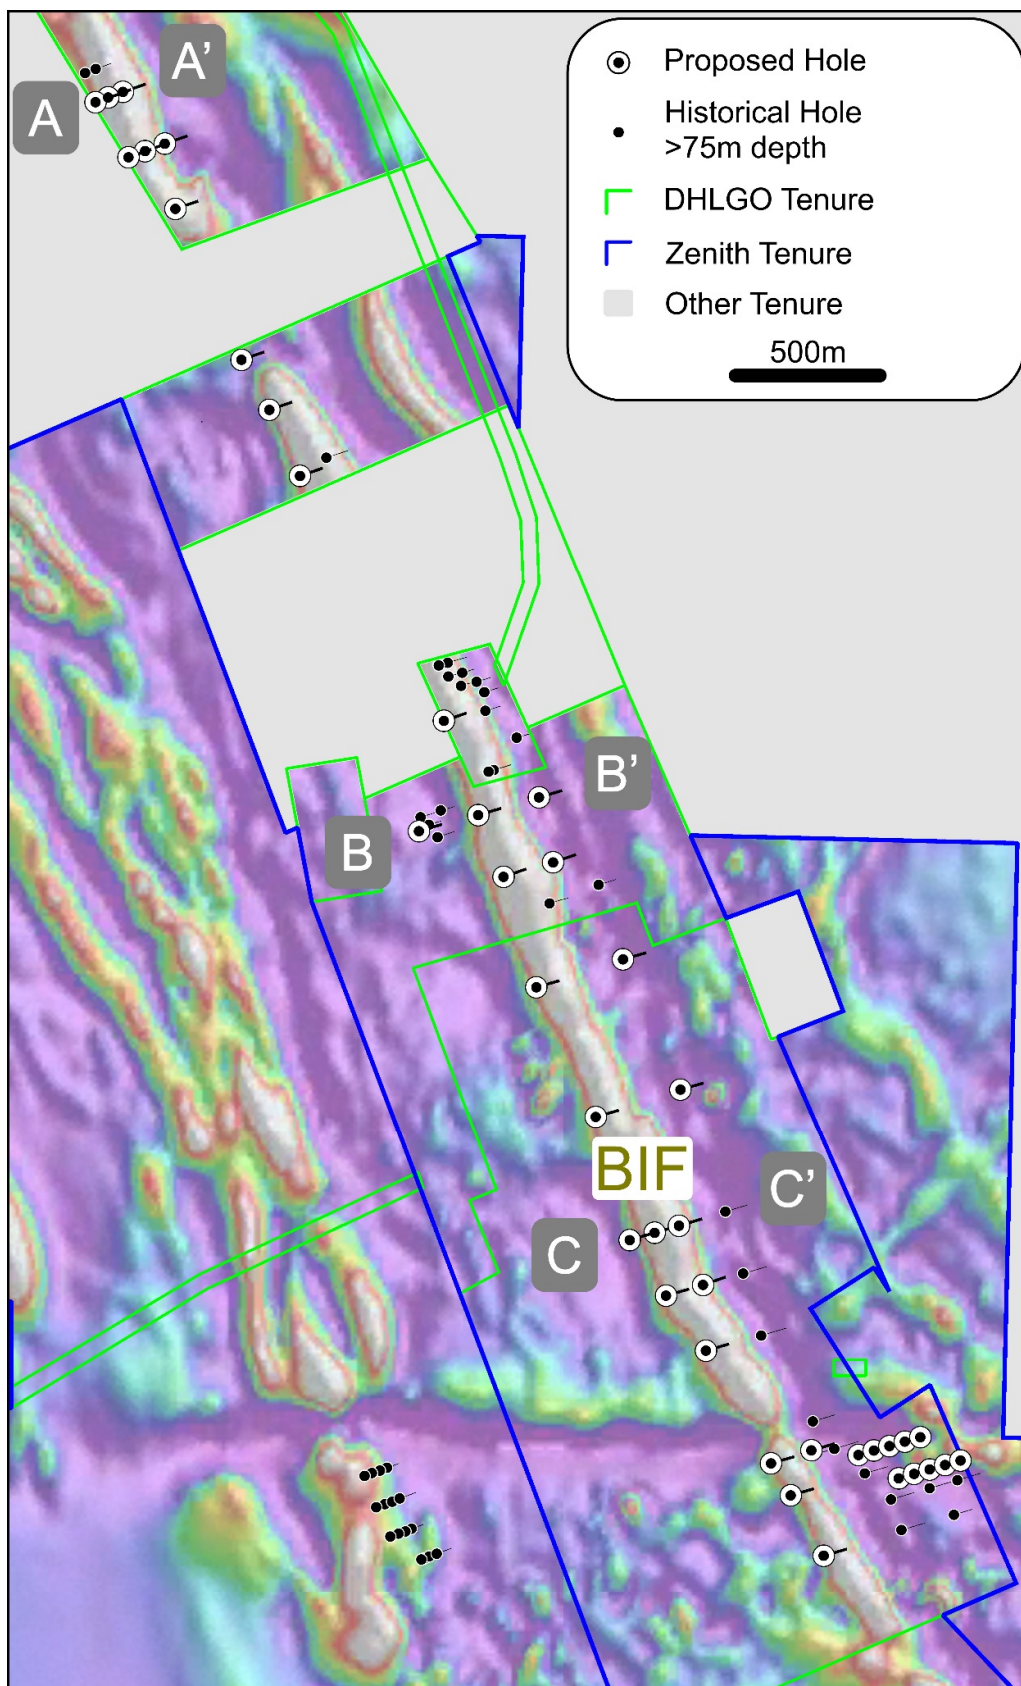 A’
A
Proposed Hole
Historical Hole
>75m depth
DHLGO Tenure
Zenith Tenure
Other Tenure
500m
B’
B
BIF
C’
C